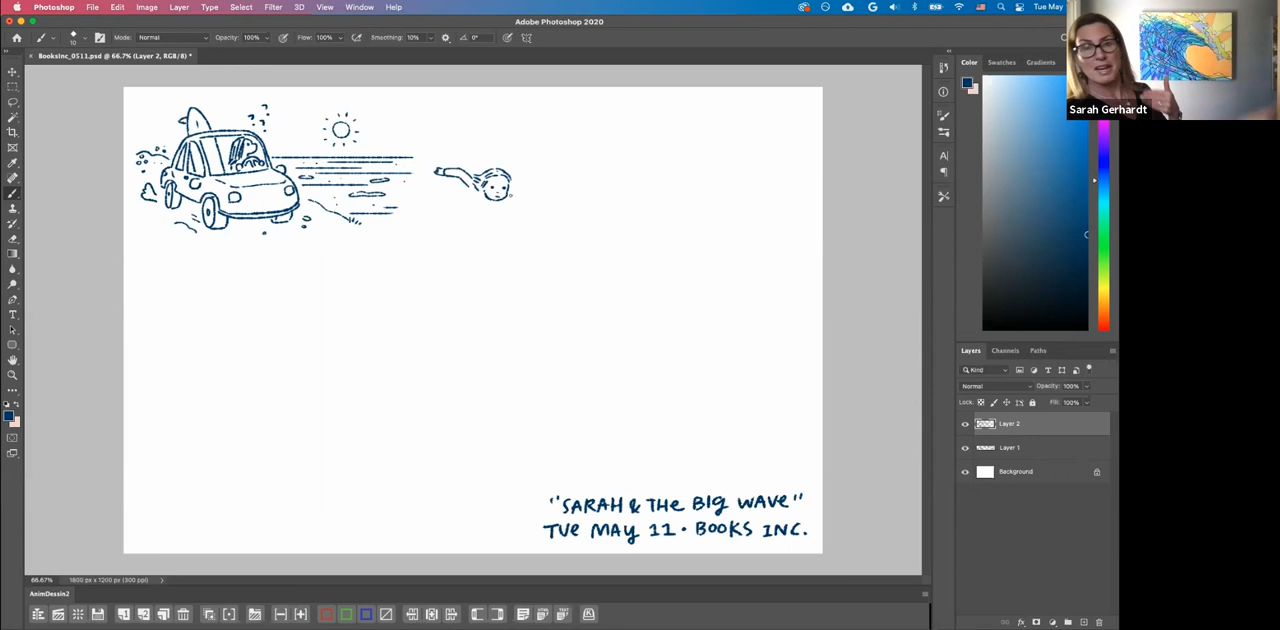 Photoshop File Edit Image Layer Type Select Filter 3D View Window Help Tue May
Adobe Photoshop 2020
Mode: Normal Opacity: 100% Flow: 100% Smoothing: 10% 0°
BooksInc_0511.psd @ 66.7% (Layer 2, RGB/8) *
Color Swatches Gradients
Sarah Gerhardt
"SARAH & THE BIG WAVE"
TUE MAY 11 • BOOKS INC.
Layers Channels Paths
Kind
Normal Opacity: 100%
Lock: Fill: 100%
Layer 2
Layer 1
Background
66.67% 1800 px x 1200 px (300 ppi)
AnimDessin2